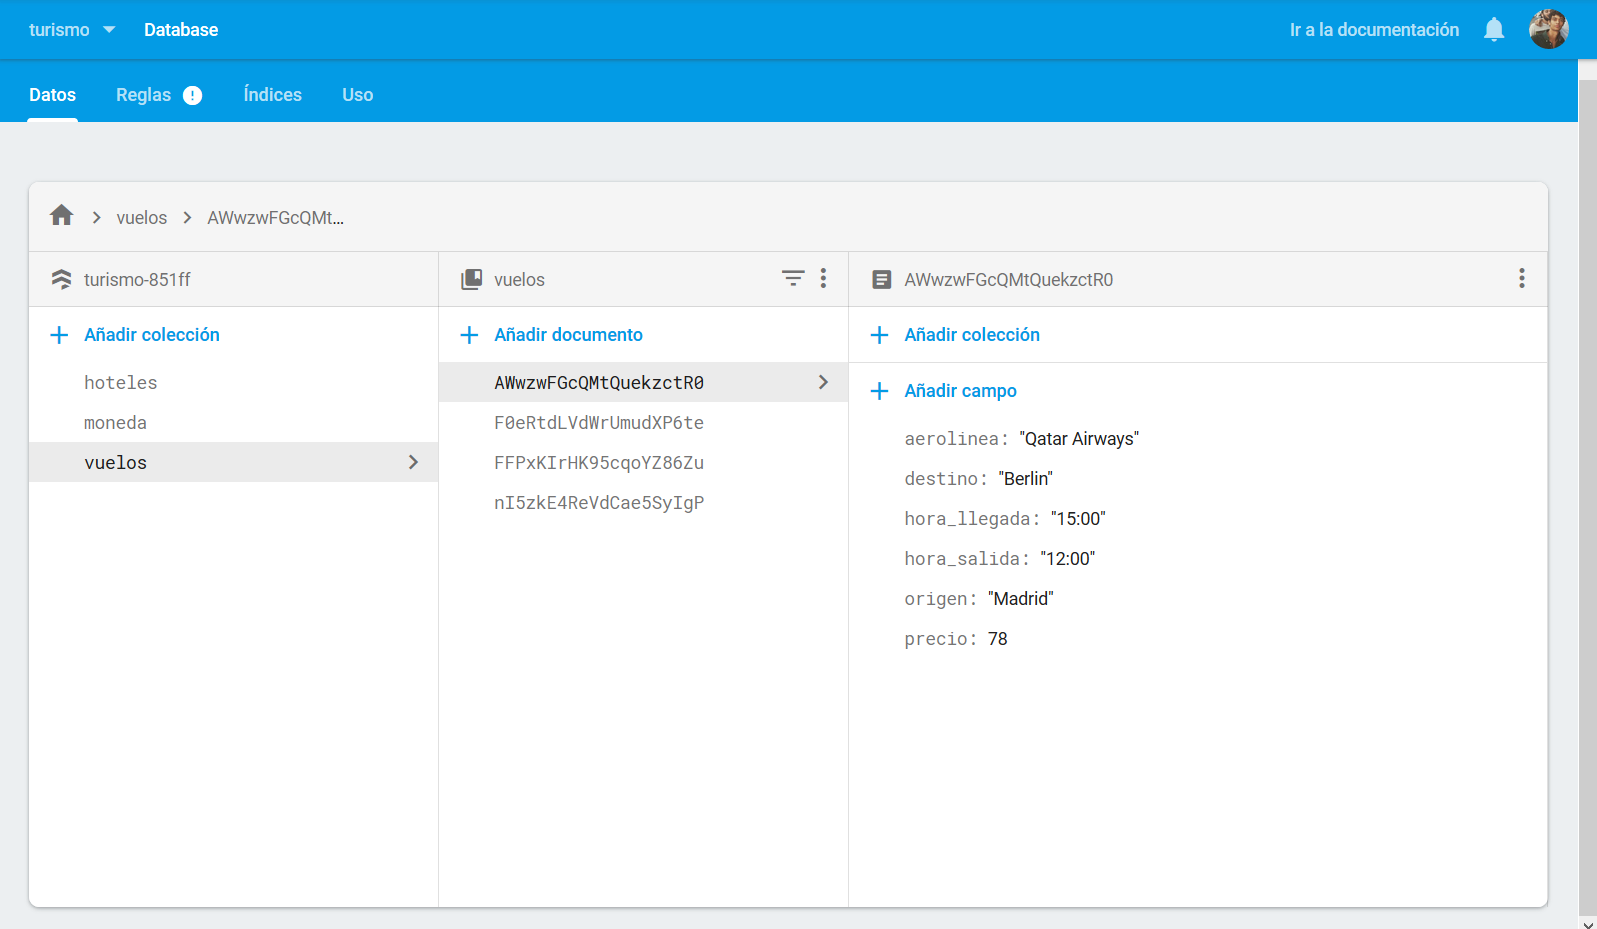 turismo Database Ir a la documentación
Datos Reglas ! Índices Uso
vuelos AWwzwFGcQMt...
turismo-851ff
Añadir colección
hoteles
moneda
vuelos
vuelos
Añadir documento
AWwzwFGcQMtQuekzctR0
F0eRtdLVdWrUmudXP6te
FFPxKIrHK95cqoYZ86Zu
nI5zkE4ReVdCae5SyIgP
AWwzwFGcQMtQuekzctR0
Añadir colección
Añadir campo
aerolinea: "Qatar Airways"
destino: "Berlin"
hora_llegada: "15:00"
hora_salida: "12:00"
origen: "Madrid"
precio: 78